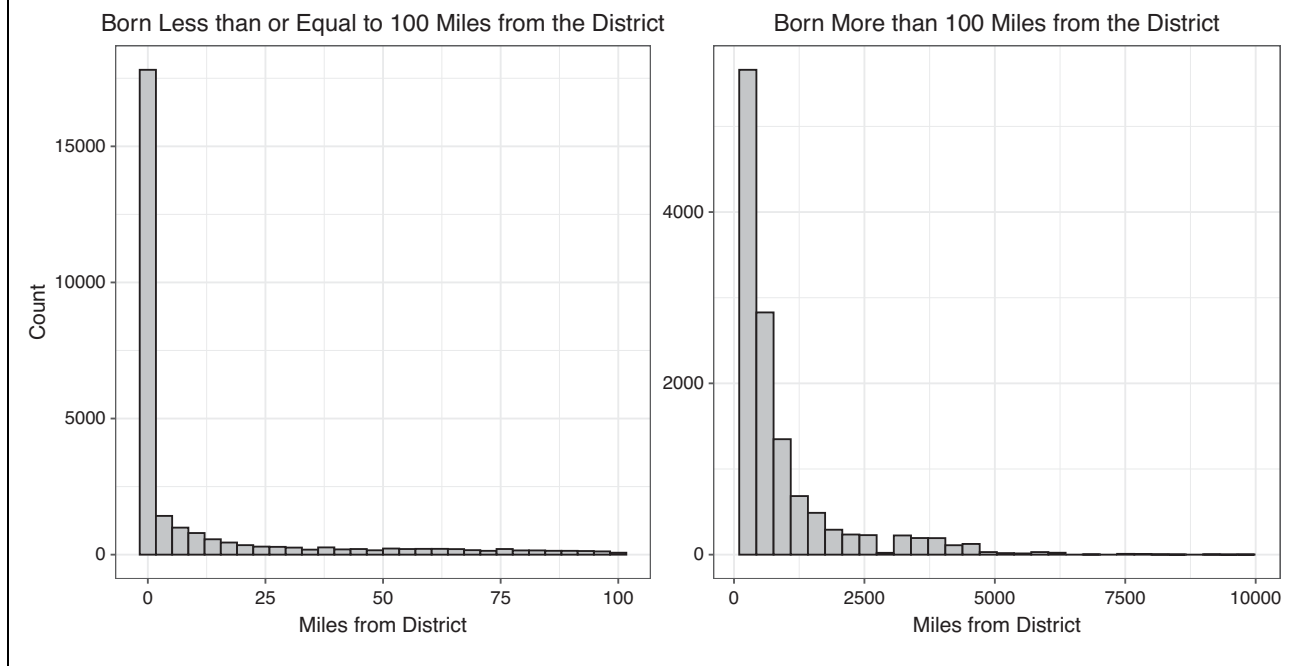 Born Less than or Equal to 100 Miles from the District
15000
10000
5000
0
Count
0 25 50 75 100
Miles from District
Born More than 100 Miles from the District
4000
2000
0
0 2500 5000 7500 10000
Miles from District